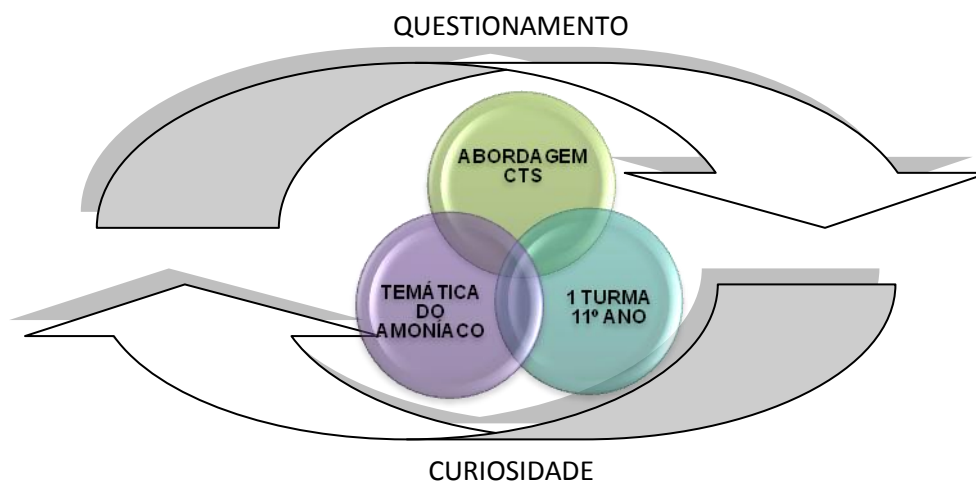 QUESTIONAMENTO
ABORDAGEM
CTS
TEMÁTICA
DO
AMONÍACO
1 TURMA
11º ANO
CURIOSIDADE